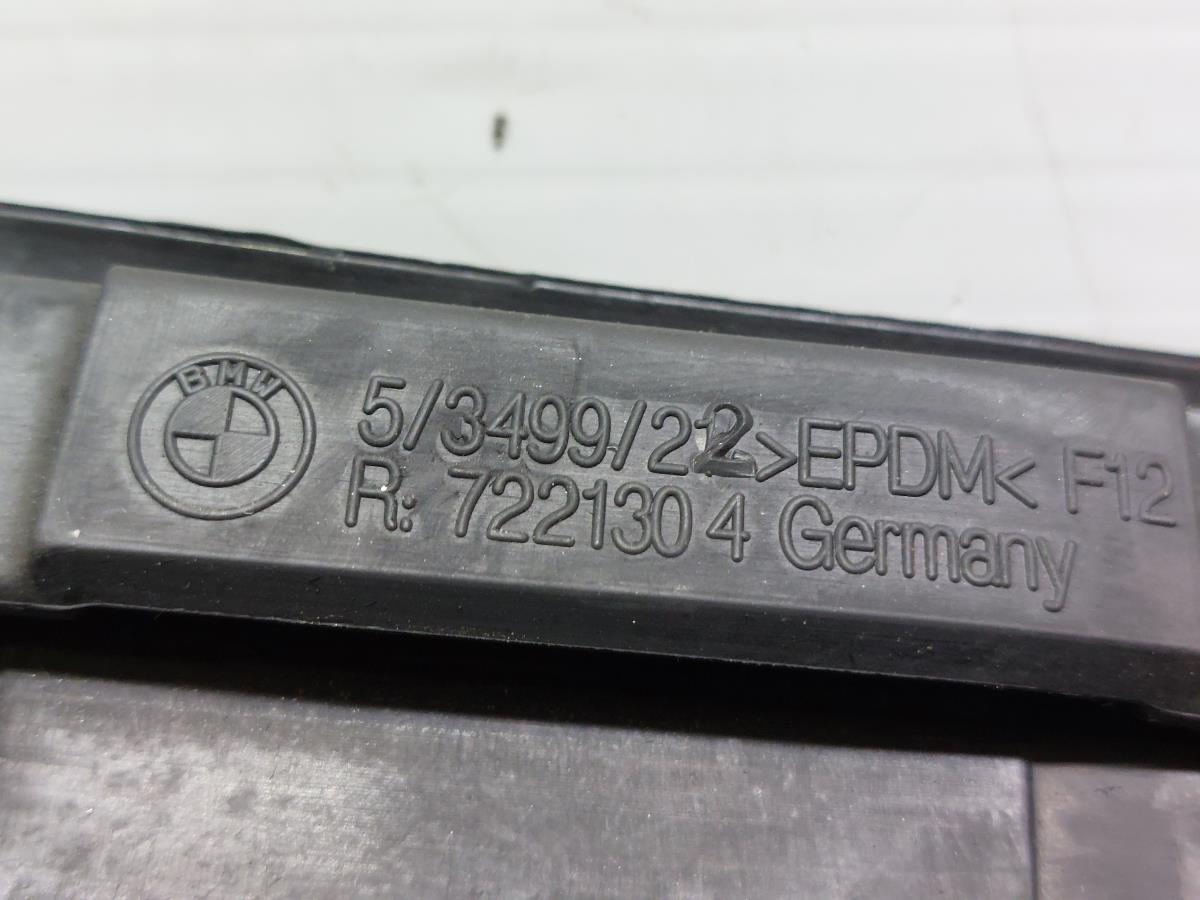 BMW
5/3499/22 >EPDM< F12
R: 7221304 Germany